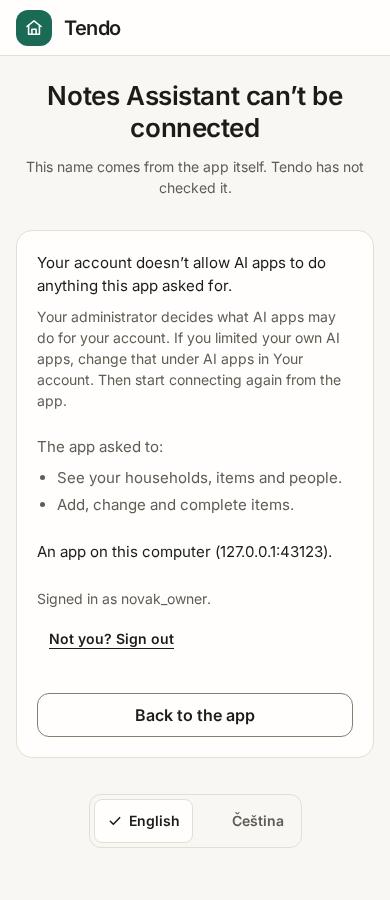 Tendo
Notes Assistant can’t be
connected
This name comes from the app itself. Tendo has not
checked it.
Your account doesn’t allow AI apps to do
anything this app asked for.
Your administrator decides what AI apps may
do for your account. If you limited your own AI
apps, change that under AI apps in Your
account. Then start connecting again from the
app.
The app asked to:
• See your households, items and people.
• Add, change and complete items.
An app on this computer (127.0.0.1:43123).
Signed in as novak_owner.
Not you? Sign out
Back to the app
English
Čeština